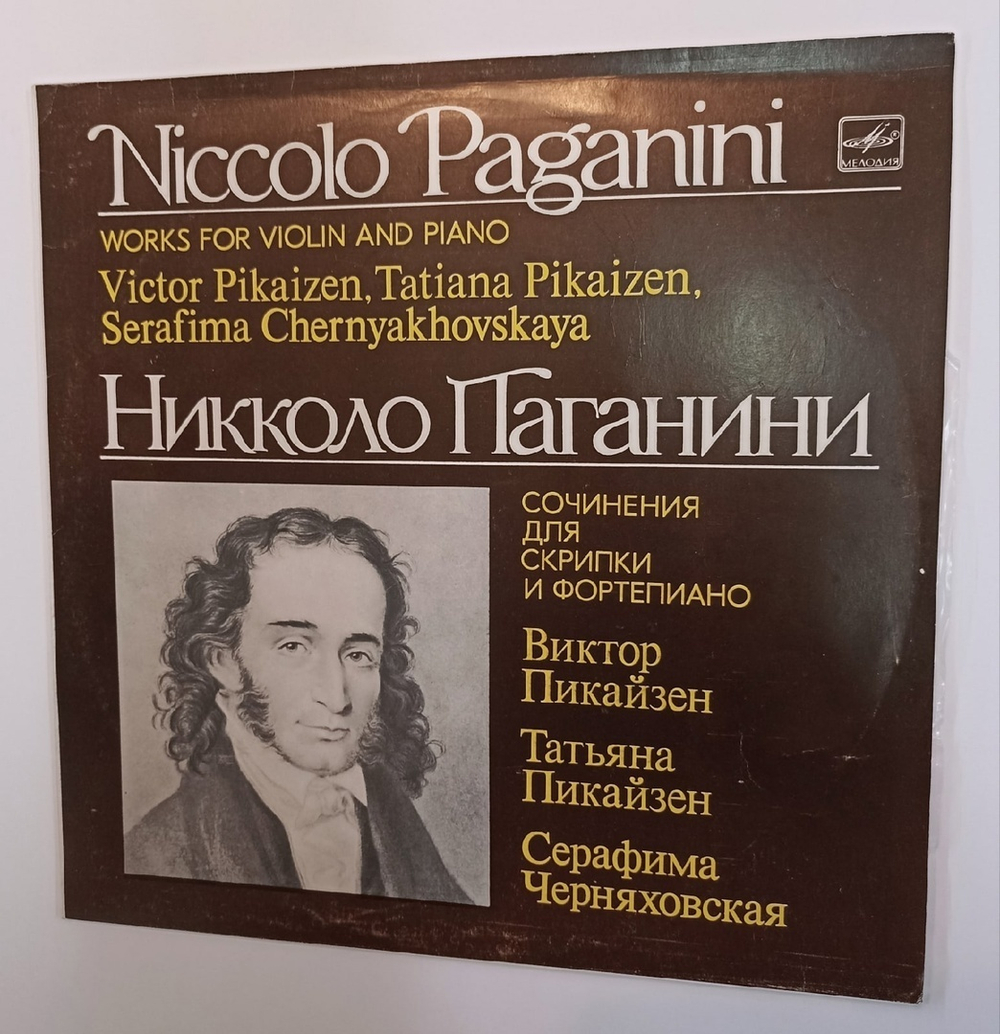 Niccolo Paganini
МЕЛОДИЯ
WORKS FOR VIOLIN AND PIANO
Victor Pikaizen, Tatiana Pikaizen,
Serafima Chernyakhovskaya
Никколо Паганини
СОЧИНЕНИЯ
ДЛЯ
СКРИПКИ
И ФОРТЕПИАНО
Виктор
Пикайзен
Татьяна
Пикайзен
Серафима
Черняховская